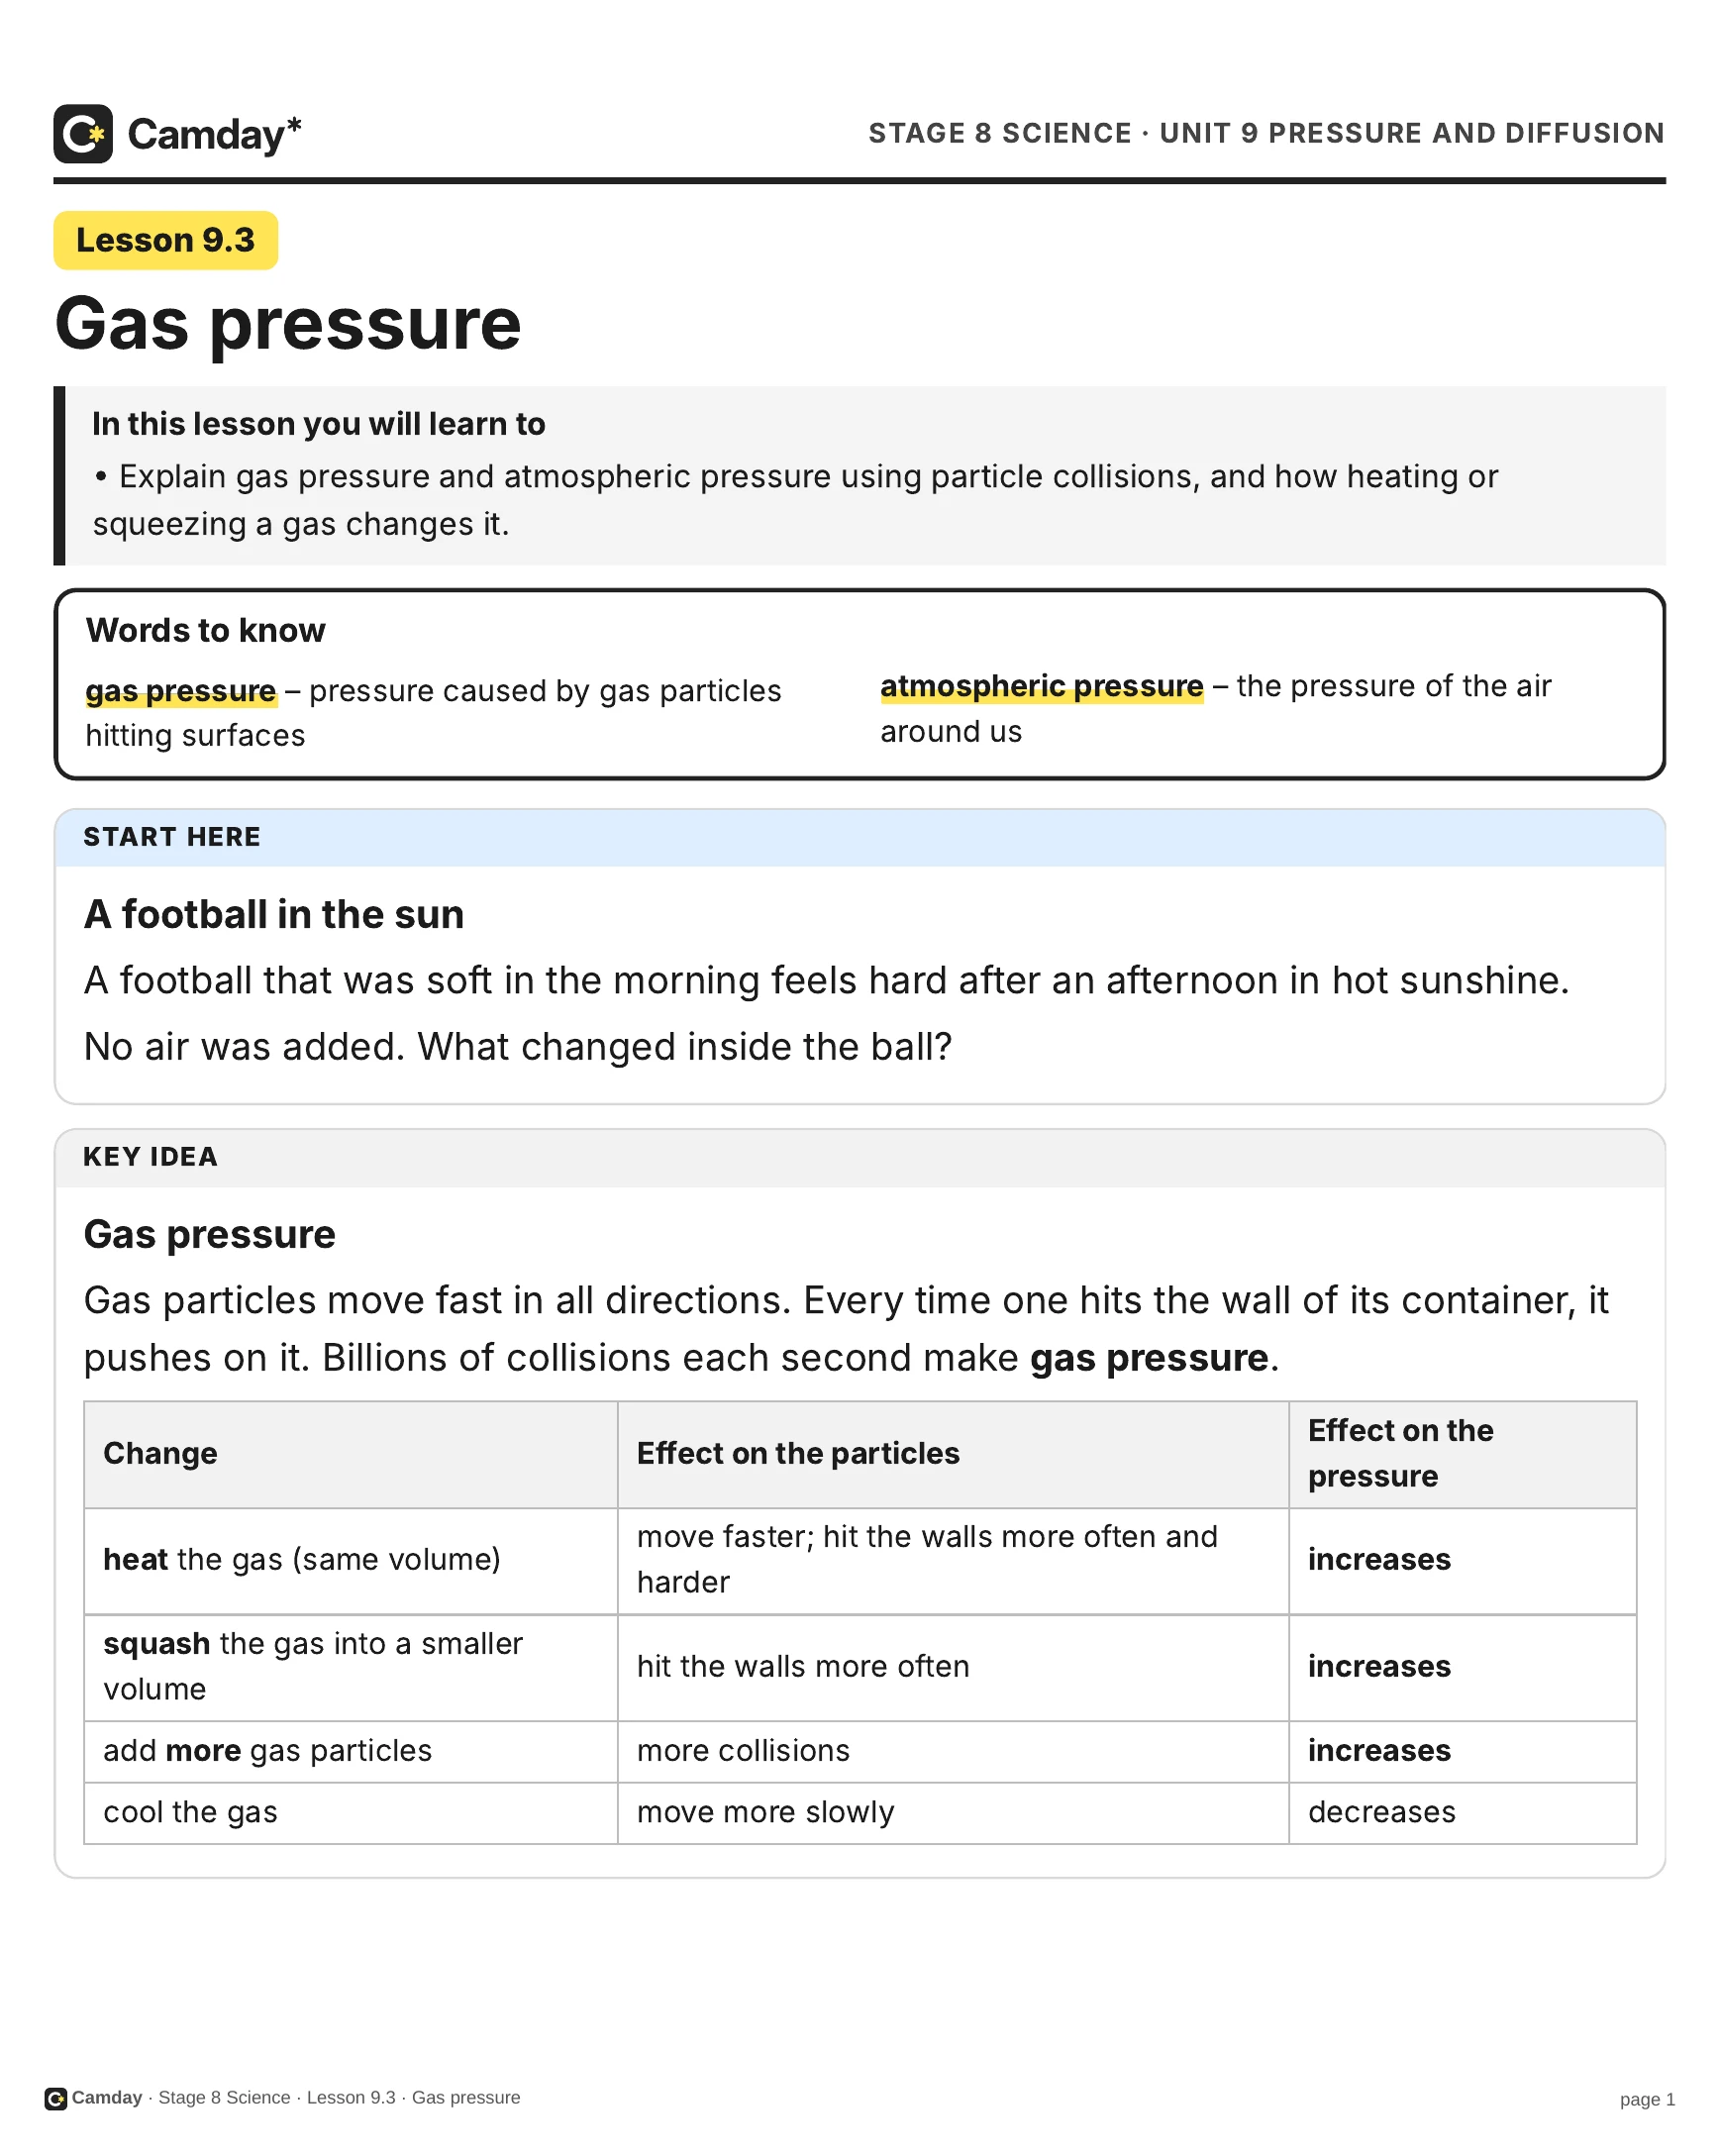 Camday*
STAGE 8 SCIENCE · UNIT 9 PRESSURE AND DIFFUSION
Lesson 9.3
Gas pressure
In this lesson you will learn to
• Explain gas pressure and atmospheric pressure using particle collisions, and how heating or
squeezing a gas changes it.
Words to know
gas pressure – pressure caused by gas particles
hitting surfaces
atmospheric pressure – the pressure of the air
around us
START HERE
A football in the sun
A football that was soft in the morning feels hard after an afternoon in hot sunshine.
No air was added. What changed inside the ball?
KEY IDEA
Gas pressure
Gas particles move fast in all directions. Every time one hits the wall of its container, it
pushes on it. Billions of collisions each second make gas pressure.
Change
Effect on the particles
Effect on the
pressure
heat the gas (same volume)
move faster; hit the walls more often and
harder
increases
squash the gas into a smaller
volume
hit the walls more often
increases
add more gas particles
more collisions
increases
cool the gas
move more slowly
decreases
Camday · Stage 8 Science · Lesson 9.3 · Gas pressure
page 1